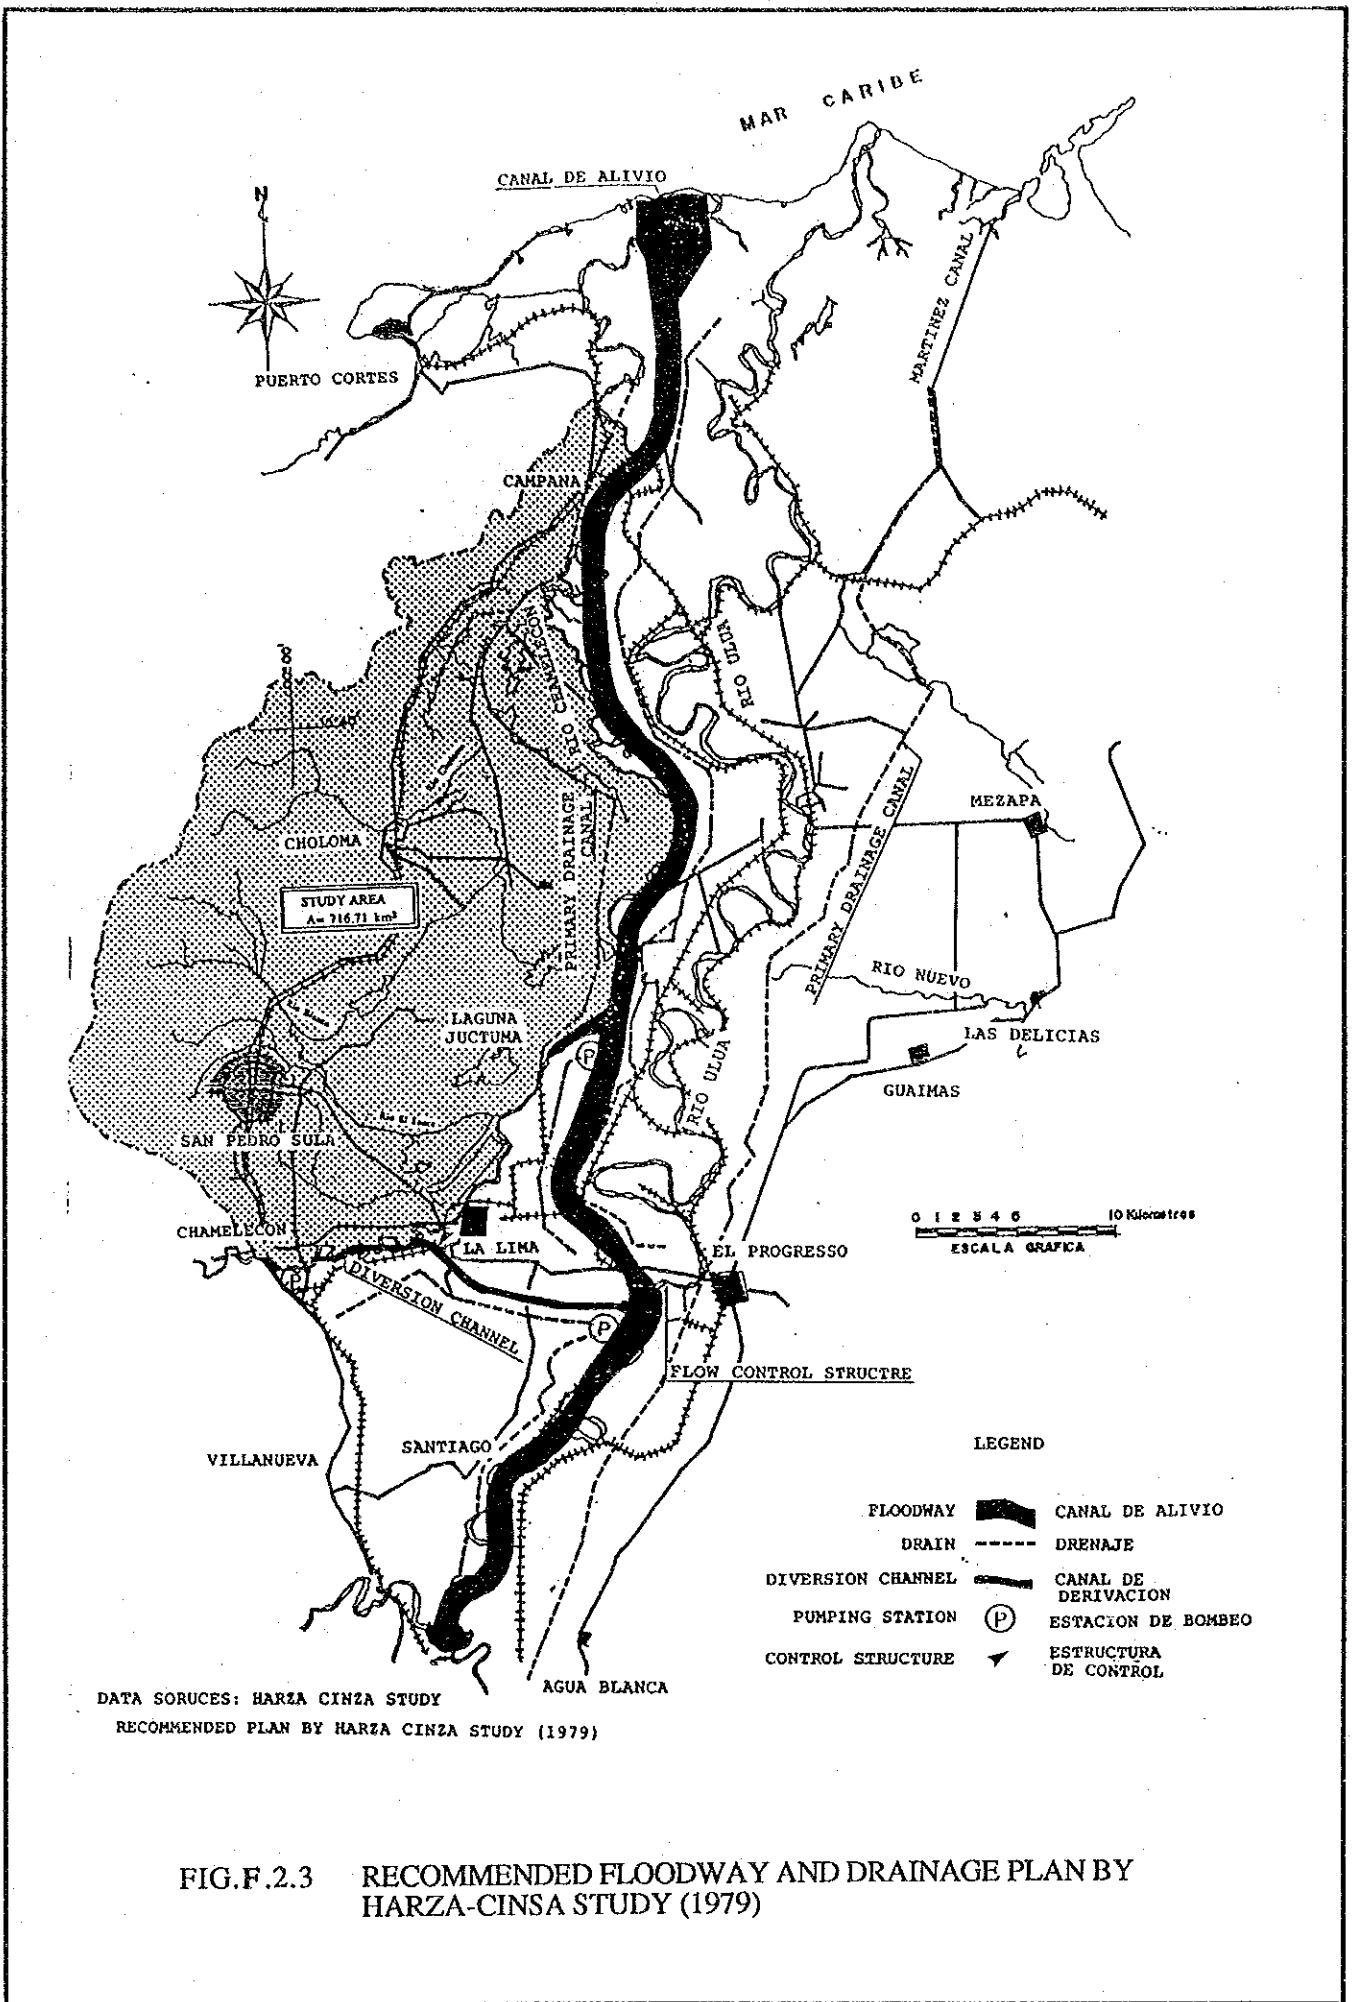 MAR CARIBE
CANAL DE ALIVIO
N
MARTINEZ CANAL
PUERTO CORTES
CAMPANA
RIO CHAMELECON
RIO ULUA
88°
MEZAPA
CHOLOMA
PRIMARY DRAINAGE
CANAL
PRIMARY DRAINAGE CANAL
STUDY AREA
A= 716.71 km²
RIO NUEVO
LAGUNA
JUCTUMA
LAS DELICIAS
P
RIO ULUA
GUAIMAS
SAN PEDRO SULA
CHAMELECON
0 1 2 3 4 5 10 Kilometres
ESCALA GRAFICA
LA LIMA
EL PROGRESSO
P
DIVERSION CHANNEL
P
FLOW CONTROL STRUCTRE
VILLANUEVA
SANTIAGO
LEGEND
FLOODWAY CANAL DE ALIVIO
DRAIN DRENAJE
DIVERSION CHANNEL CANAL DE
DERIVACION
PUMPING STATION P ESTACION DE BOMBEO
CONTROL STRUCTURE ESTRUCTURA
DE CONTROL
AGUA BLANCA
DATA SORUCES: HARZA CINZA STUDY
RECOMMENDED PLAN BY HARZA CINZA STUDY (1979)
FIG.F.2.3 RECOMMENDED FLOODWAY AND DRAINAGE PLAN BY
HARZA-CINSA STUDY (1979)